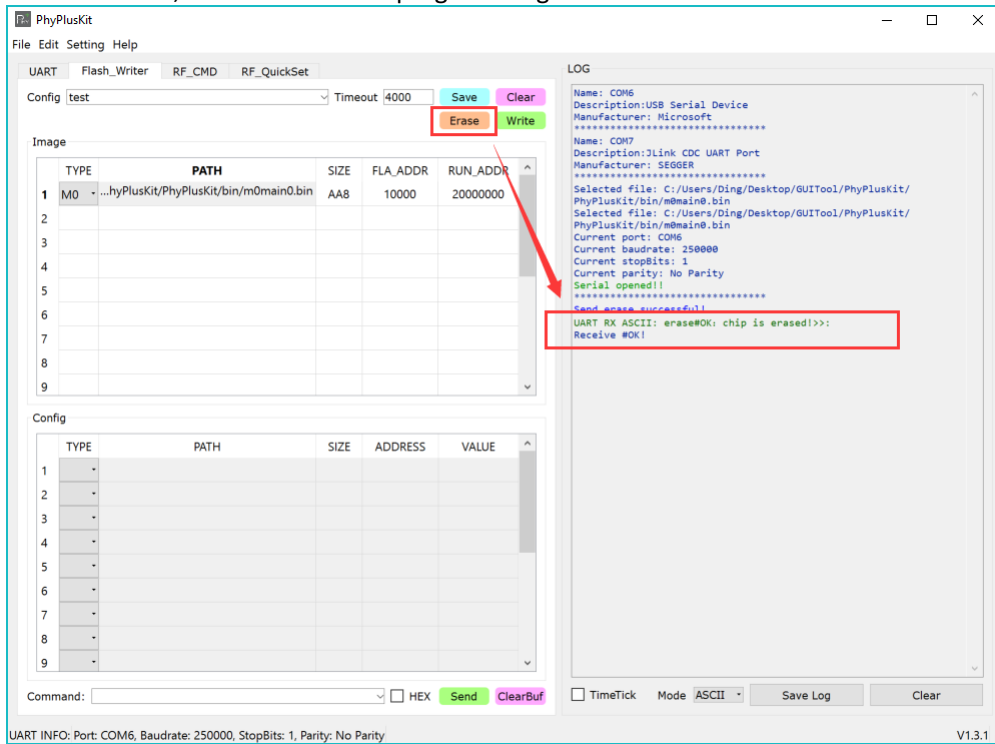 PhyPlusKit
File Edit Setting Help
UART Flash_Writer RF_CMD RF_QuickSet
Config test Timeout 4000 Save Clear
Erase Write
Image
TYPE PATH SIZE FLA_ADDR RUN_ADDR
1 M0 ...hyPlusKit/PhyPlusKit/bin/m0main0.bin AA8 10000 20000000
2
3
4
5
6
7
8
9
Config
TYPE PATH SIZE ADDRESS VALUE
1
2
3
4
5
6
7
8
9
Command: HEX Send ClearBuf
LOG
Name: COM6
Description:USB Serial Device
Manufacturer: Microsoft
********************************
Name: COM7
Description:JLink CDC UART Port
Manufacturer: SEGGER
********************************
Selected file: C:/Users/Ding/Desktop/GUITool/PhyPlusKit/
PhyPlusKit/bin/m0main0.bin
Selected file: C:/Users/Ding/Desktop/GUITool/PhyPlusKit/
PhyPlusKit/bin/m0main0.bin
Current port: COM6
Current baudrate: 250000
Current stopBits: 1
Current parity: No Parity
Serial opened!!
********************************
Send erase successful!
UART RX ASCII: erase#OK: chip is erased!>>:
Receive #OK!
TimeTick Mode ASCII Save Log Clear
UART INFO: Port: COM6, Baudrate: 250000, StopBits: 1, Parity: No Parity
V1.3.1